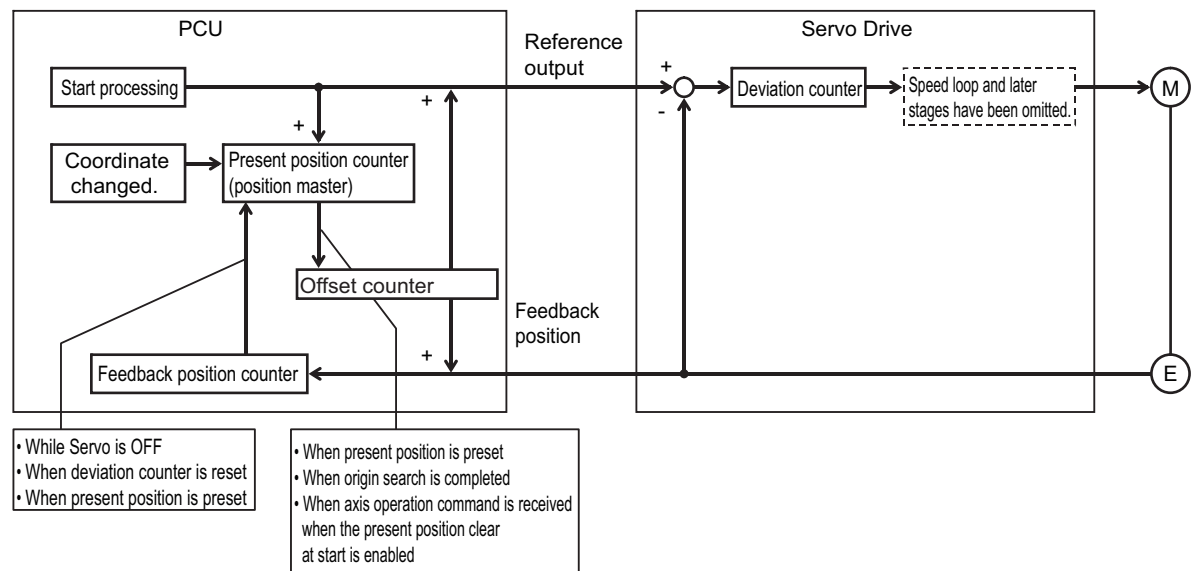 PCU
Servo Drive
Reference
output
Start processing
+
+
+
-
Deviation counter
Speed loop and later
stages have been omitted.
M
+
Coordinate
changed.
Present position counter
(position master)
Offset counter
Feedback
position
+
Feedback position counter
E
• While Servo is OFF
• When deviation counter is reset
• When present position is preset
• When present position is preset
• When origin search is completed
• When axis operation command is received
when the present position clear
at start is enabled